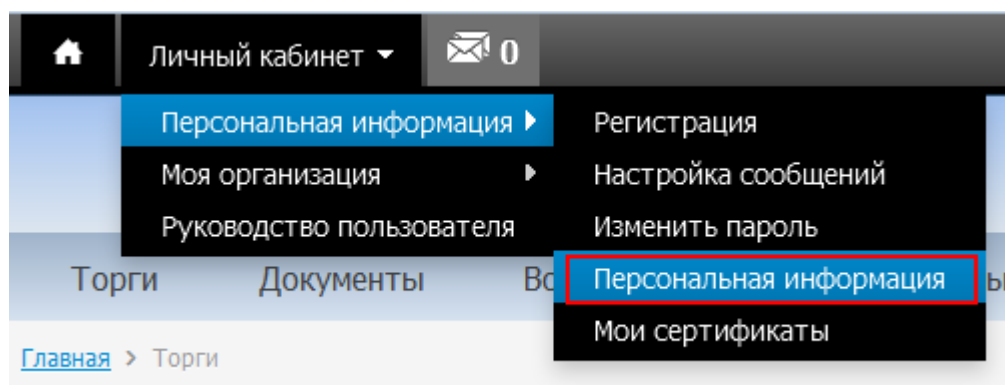 Личный кабинет 0
Персональная информация
Моя организация
Руководство пользователя
Регистрация
Настройка сообщений
Изменить пароль
Персональная информация
Мои сертификаты
Торги Документы
Главная > Торги